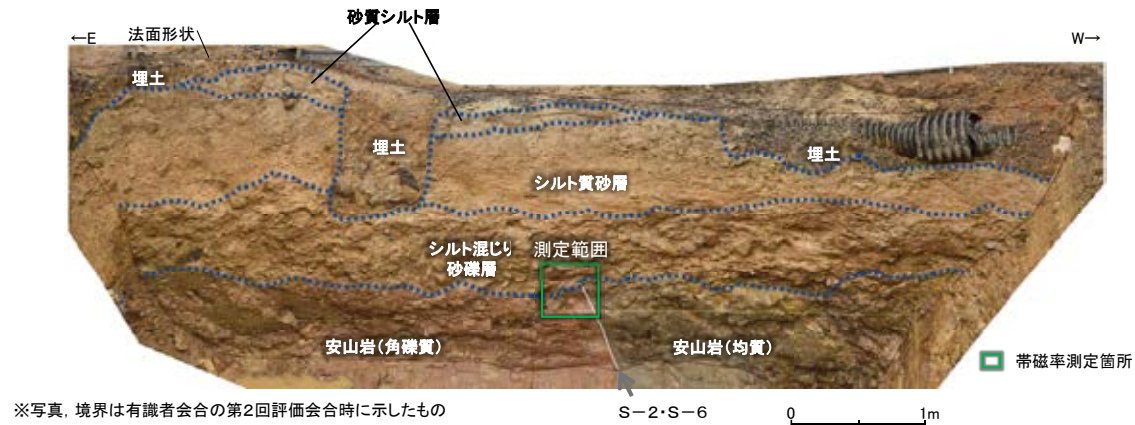 砂質シルト層
←E
法面形状
W→
埋土
埋土
埋土
シルト質砂層
シルト混じり
砂礫層
測定範囲
安山岩(角礫質)
安山岩(均質)
帯磁率測定箇所
※写真,境界は有識者会合の第2回評価会合時に示したもの
S-2・S-6
0
1m